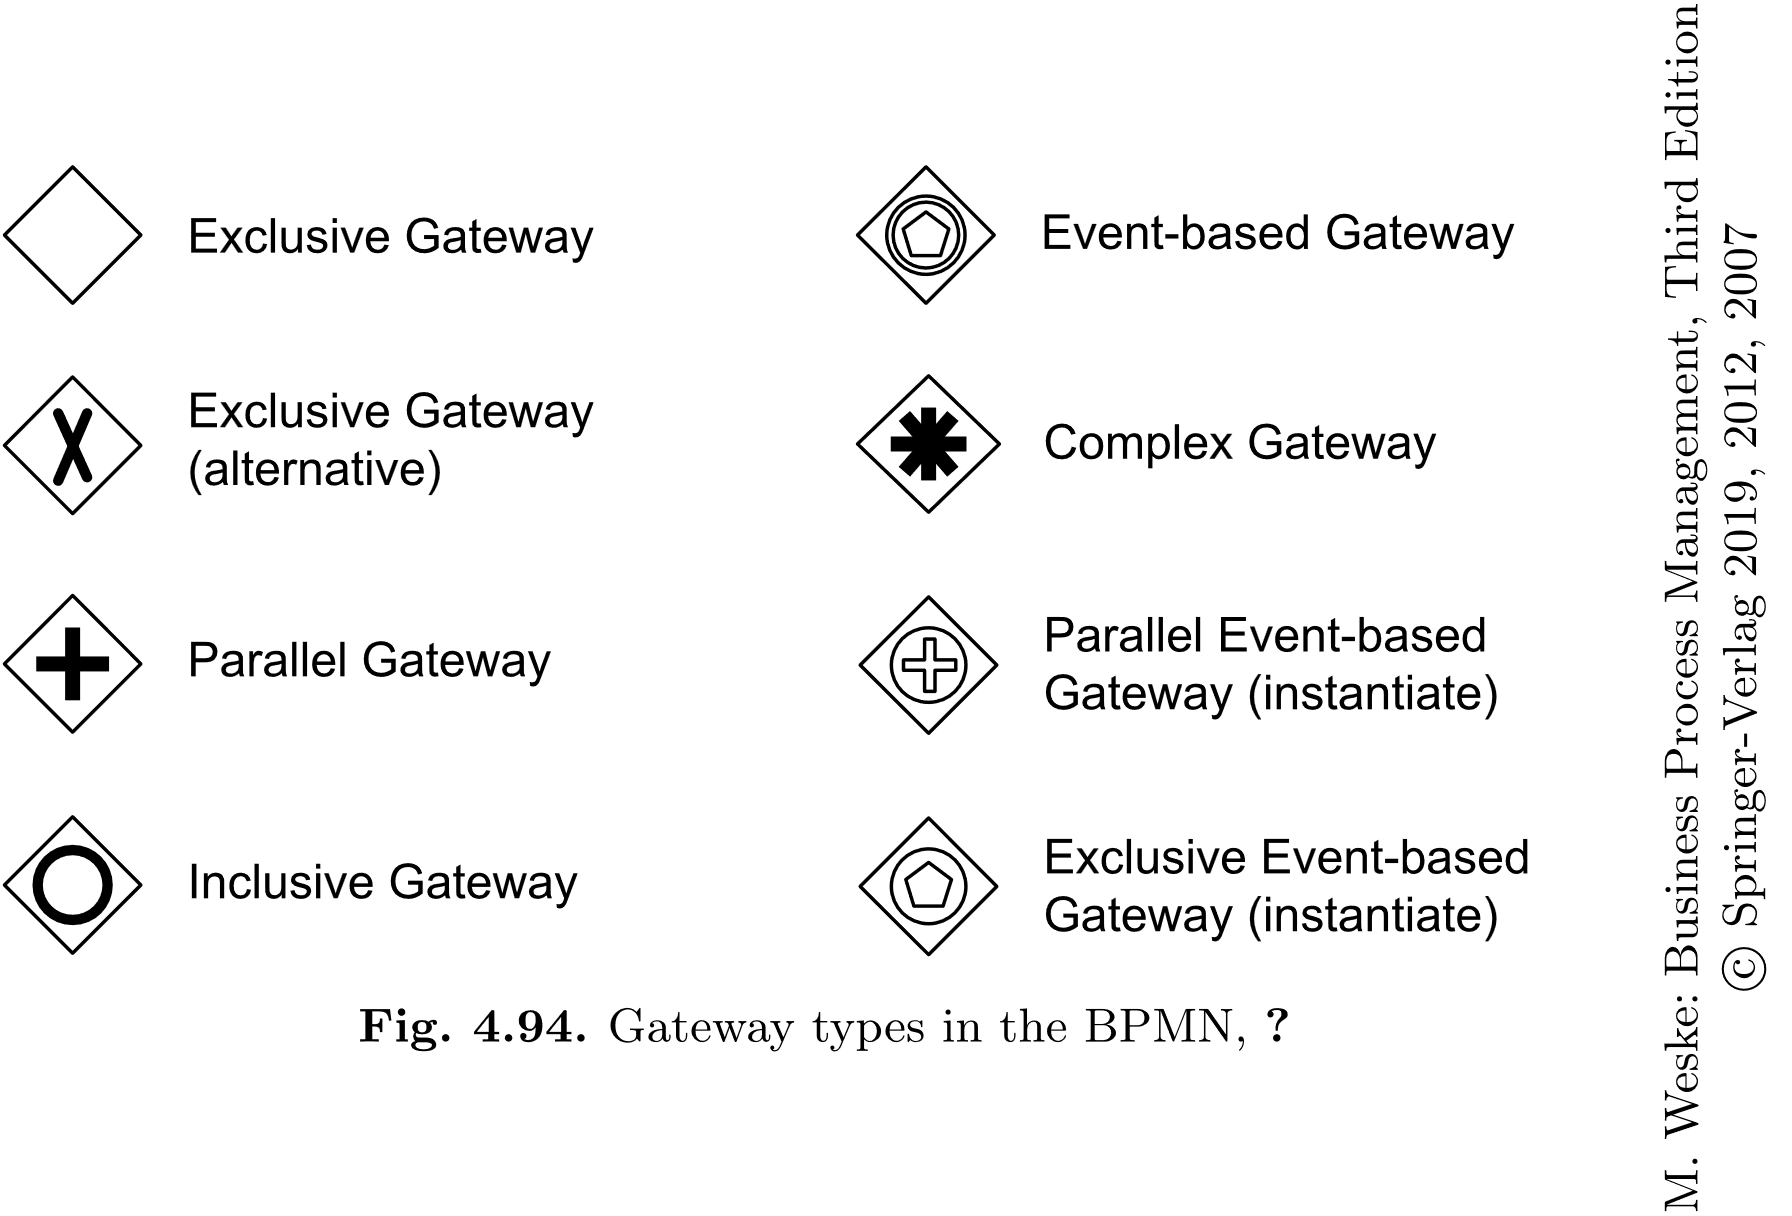 Exclusive Gateway
Exclusive Gateway
(alternative)
Parallel Gateway
Inclusive Gateway
Event-based Gateway
Complex Gateway
Parallel Event-based
Gateway (instantiate)
Exclusive Event-based
Gateway (instantiate)
Fig. 4.94. Gateway types in the BPMN, ?
M. Weske: Business Process Management, Third Edition
© Springer-Verlag 2019, 2012, 2007